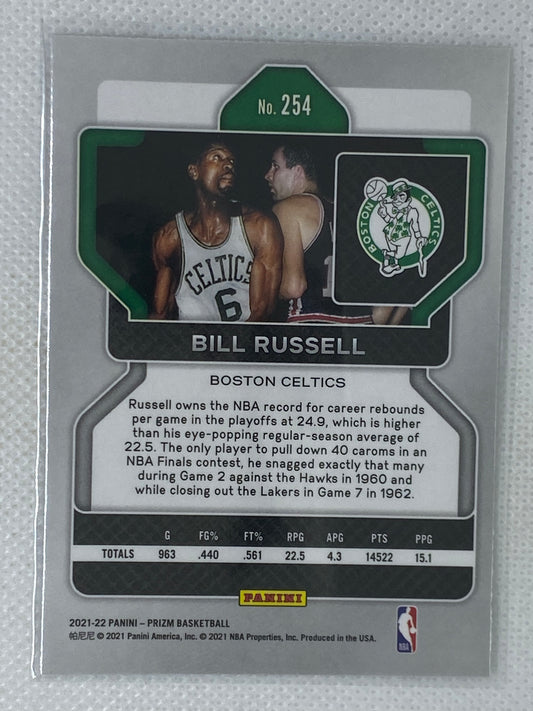 No. 254
BOSTON CELTICS
CELTICS
6
BILL RUSSELL
BOSTON CELTICS
Russell owns the NBA record for career rebounds
per game in the playoffs at 24.9, which is higher
than his eye-popping regular-season average of
22.5. The only player to pull down 40 caroms in an
NBA Finals contest, he snagged exactly that many
during Game 2 against the Hawks in 1960 and
while closing out the Lakers in Game 7 in 1962.
G FG% FT% RPG APG PTS PPG
TOTALS 963 .440 .561 22.5 4.3 14522 15.1
PANINI
2021-22 PANINI – PRIZM BASKETBALL
帕尼尼 © 2021 Panini America, Inc. © 2021 NBA Properties, Inc. Produced in the USA.
NBA